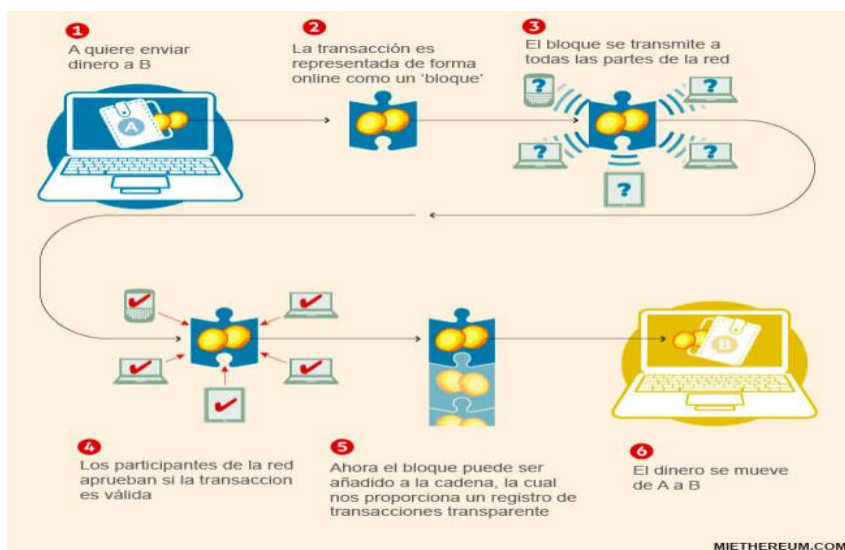 1
A quiere enviar
dinero a B
2
La transacción es
representada de forma
online como un 'bloque'
3
El bloque se transmite a
todas las partes de la red
A
?
?
?
?
?
B
4
Los participantes de la red
aprueban si la transaccion
es válida
5
Ahora el bloque puede ser
añadido a la cadena, la cual
nos proporciona un registro de
transacciones transparente
6
El dinero se mueve
de A a B
MIETHEREUM.COM